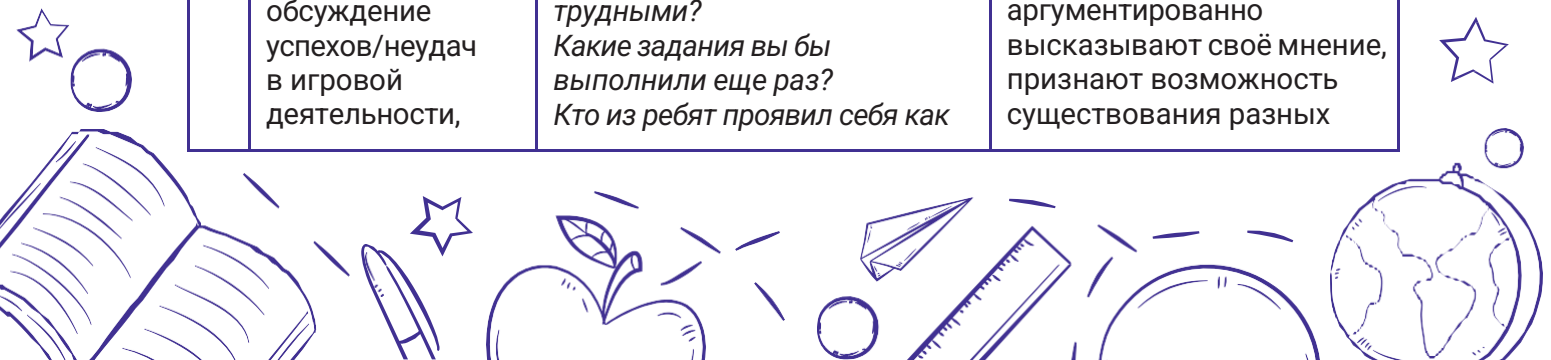 обсуждение
успехов/неудач
в игровой
деятельности,
трудными?
Какие задания вы бы
выполнили еще раз?
Кто из ребят проявил себя как
аргументированно
высказывают своё мнение,
признают возможность
существования разных